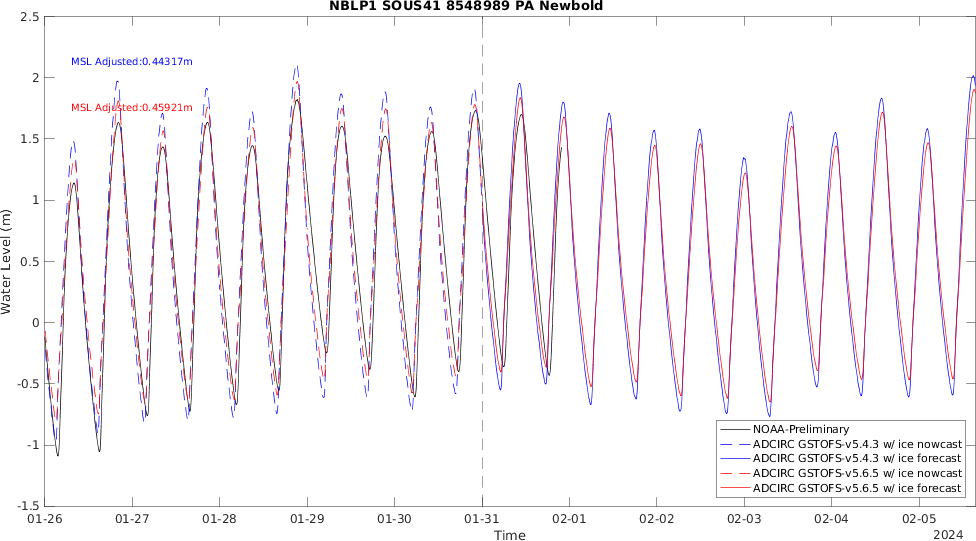 NBLP1 SOUS41 8548989 PA Newbold
2.5
2
1.5
1
0.5
0
-0.5
-1
-1.5
Water Level (m)
MSL Adjusted:0.44317m
MSL Adjusted:0.45921m
NOAA-Preliminary
ADCIRC GSTOFS-v5.4.3 w/ ice nowcast
ADCIRC GSTOFS-v5.4.3 w/ ice forecast
ADCIRC GSTOFS-v5.6.5 w/ ice nowcast
ADCIRC GSTOFS-v5.6.5 w/ ice forecast
01-26 01-27 01-28 01-29 01-30 01-31 02-01 02-02 02-03 02-04 02-05
Time
2024